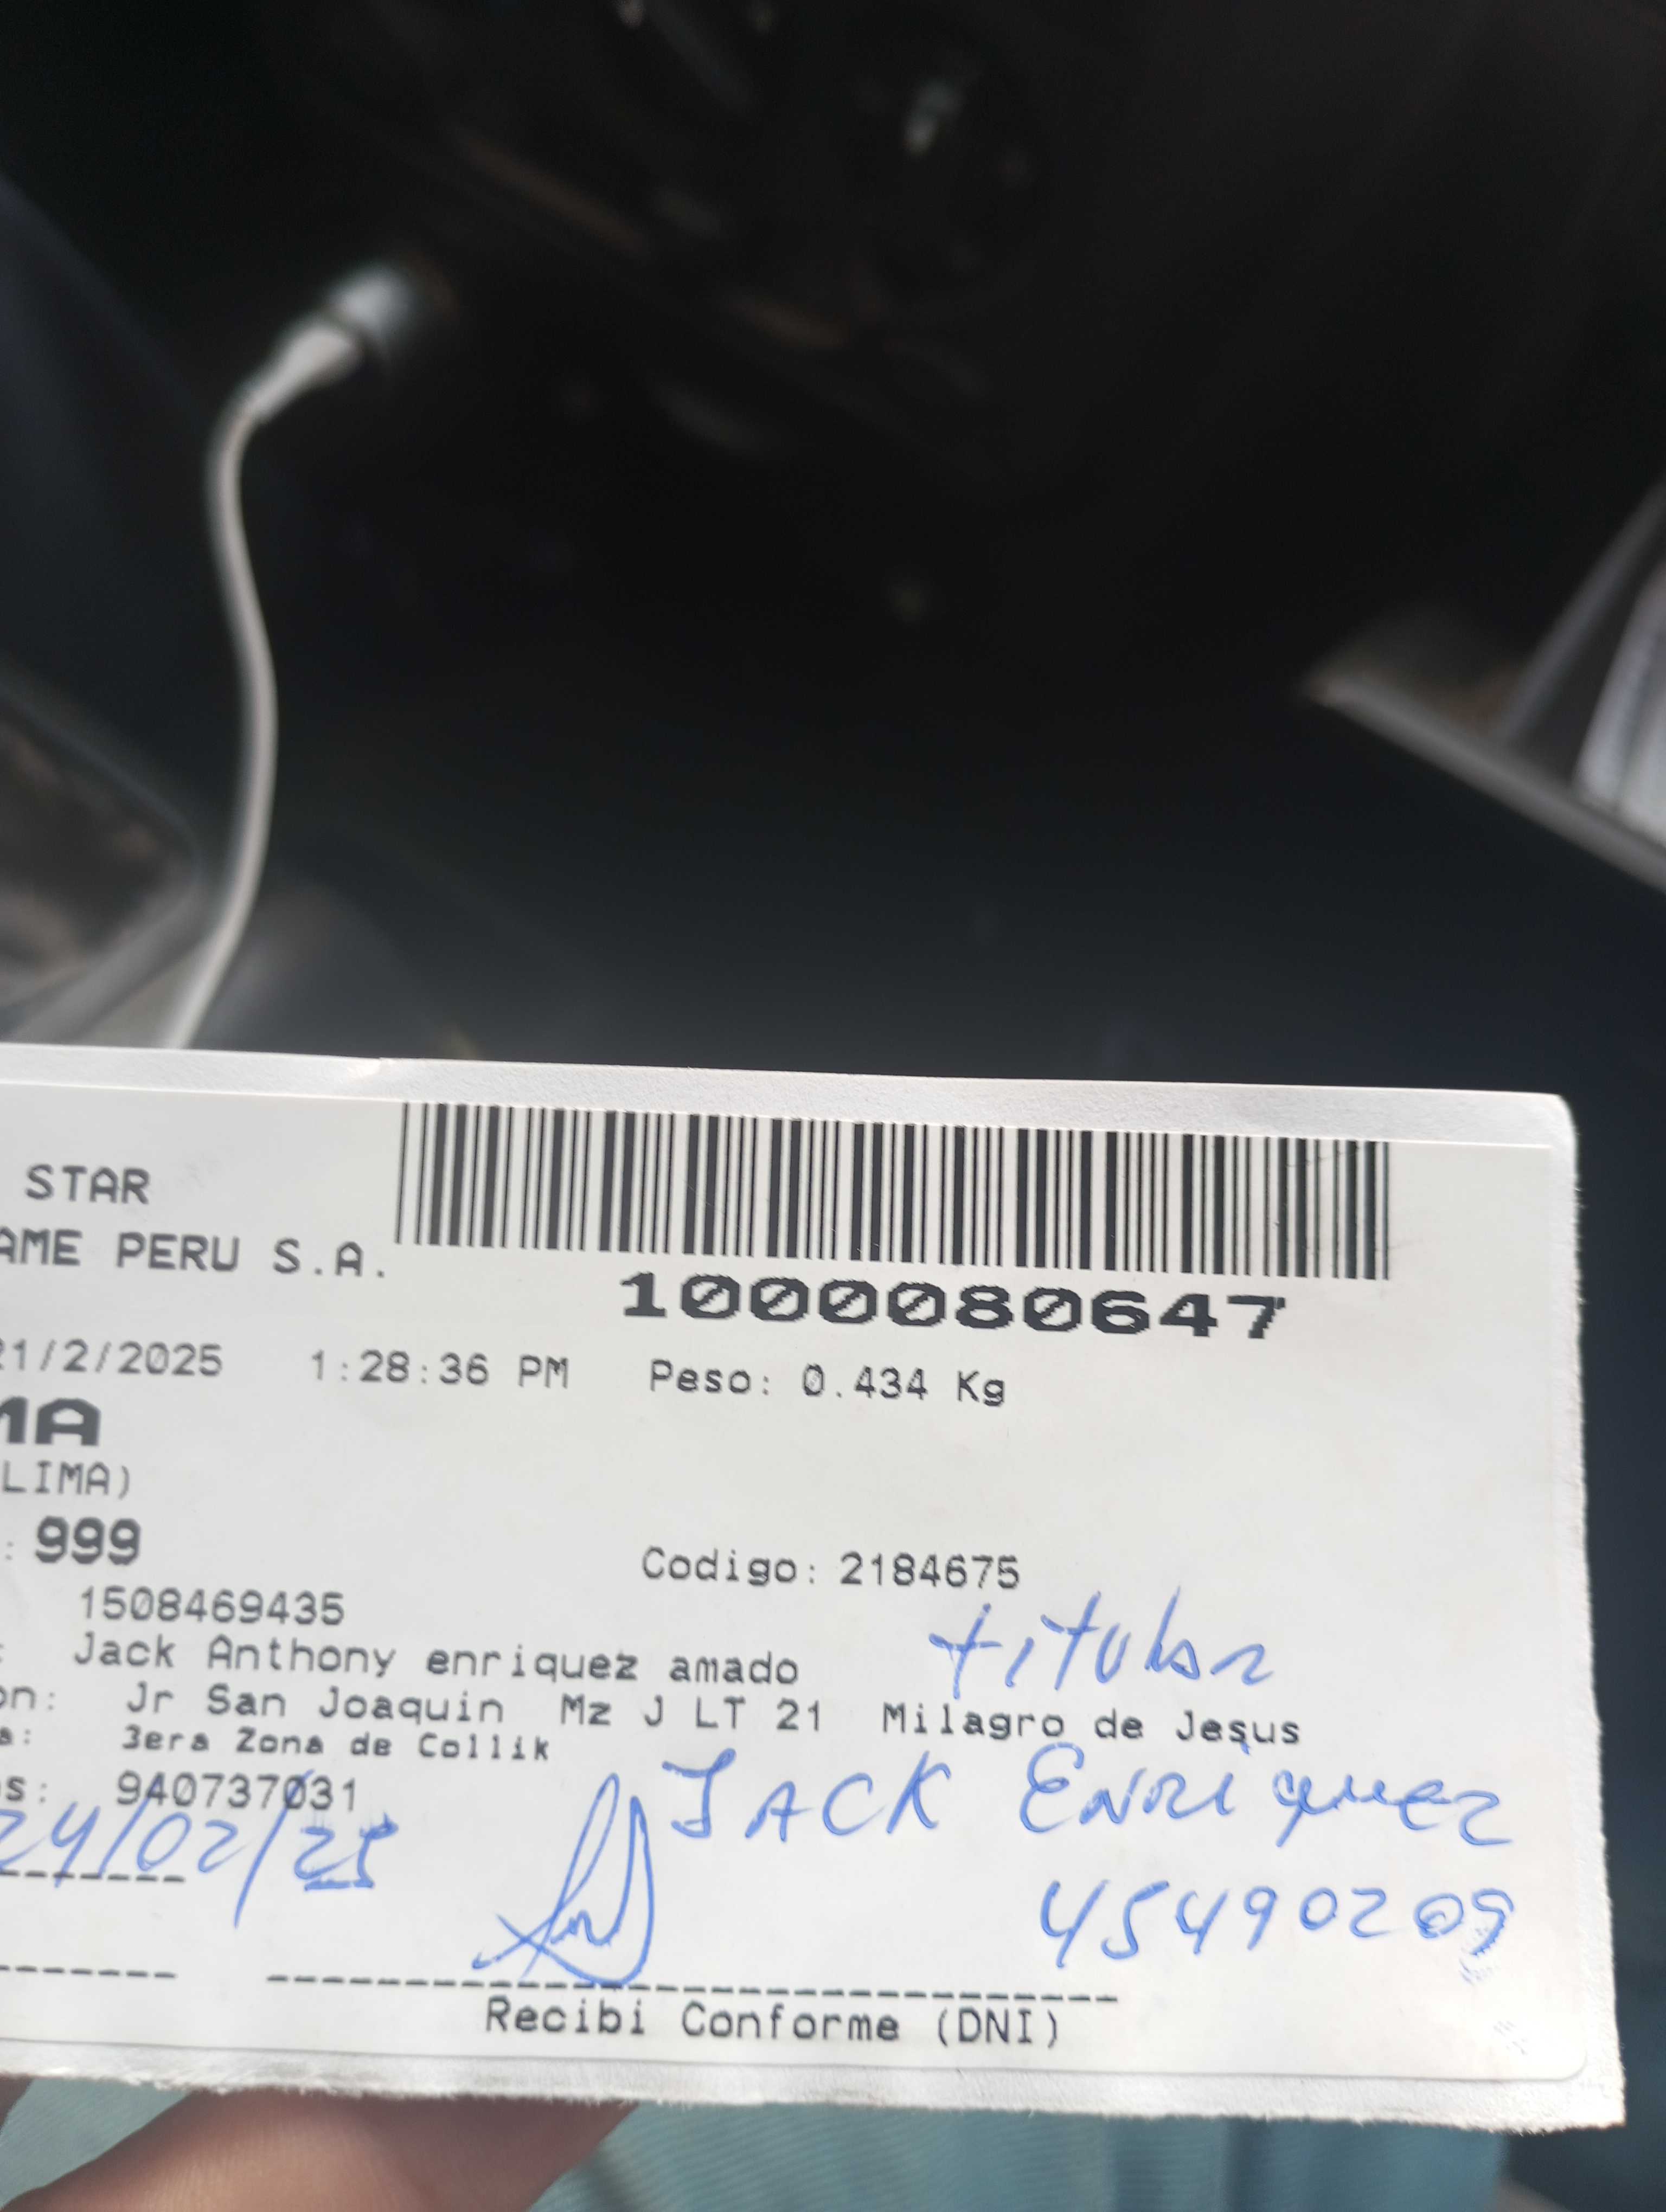 STAR
AME PERU S.A.
1000080647
21/2/2025 1:28:36 PM Peso: 0.434 Kg
MA
LIMA)
: 999
Codigo: 2184675
1508469435
titular
: Jack Anthony enriquez amado
on: Jr San Joaquin Mz J LT 21 Milagro de Jesus
a: 3era Zona de Collik
s: 940737031
JACK ENRIQUEZ
24/02/25
45490209
Recibi Conforme (DNI)